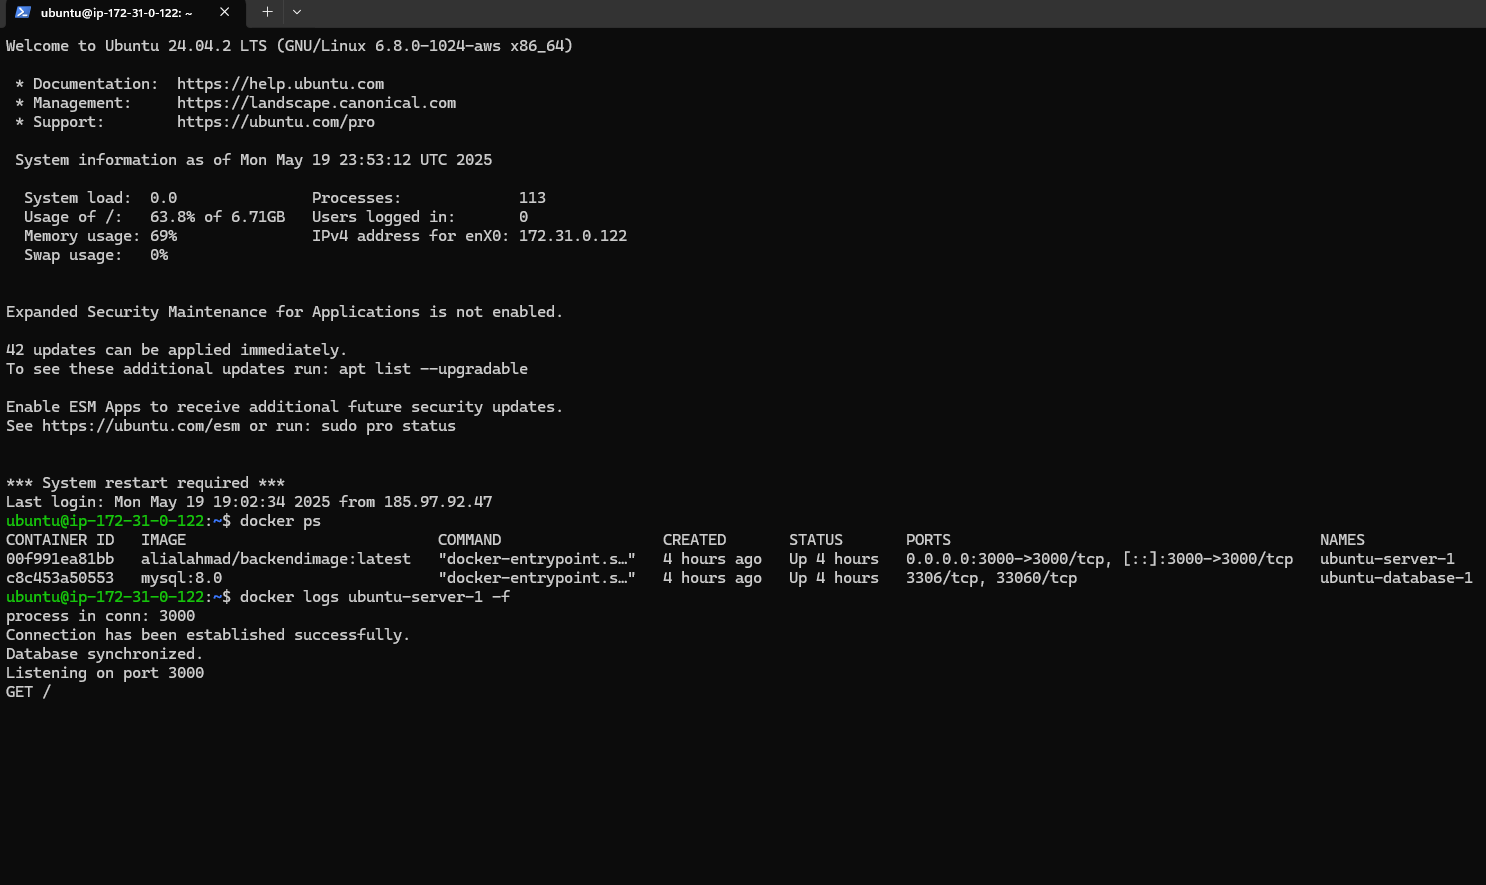 ubuntu@ip-172-31-0-122: ~
Welcome to Ubuntu 24.04.2 LTS (GNU/Linux 6.8.0-1024-aws x86_64)
* Documentation: https://help.ubuntu.com
* Management: https://landscape.canonical.com
* Support: https://ubuntu.com/pro
System information as of Mon May 19 23:53:12 UTC 2025
System load: 0.0 Processes: 113
Usage of /: 63.8% of 6.71GB Users logged in: 0
Memory usage: 69% IPv4 address for enX0: 172.31.0.122
Swap usage: 0%
Expanded Security Maintenance for Applications is not enabled.
42 updates can be applied immediately.
To see these additional updates run: apt list --upgradable
Enable ESM Apps to receive additional future security updates.
See https://ubuntu.com/esm or run: sudo pro status
*** System restart required ***
Last login: Mon May 19 19:02:34 2025 from 185.97.92.47
ubuntu@ip-172-31-0-122:~$ docker ps
CONTAINER ID IMAGE COMMAND CREATED STATUS PORTS NAMES
00f991ea81bb alialahmad/backendimage:latest "docker-entrypoint.s…" 4 hours ago Up 4 hours 0.0.0.0:3000->3000/tcp, [::]:3000->3000/tcp ubuntu-server-1
c8c453a50553 mysql:8.0 "docker-entrypoint.s…" 4 hours ago Up 4 hours 3306/tcp, 33060/tcp ubuntu-database-1
ubuntu@ip-172-31-0-122:~$ docker logs ubuntu-server-1 -f
process in conn: 3000
Connection has been established successfully.
Database synchronized.
Listening on port 3000
GET /